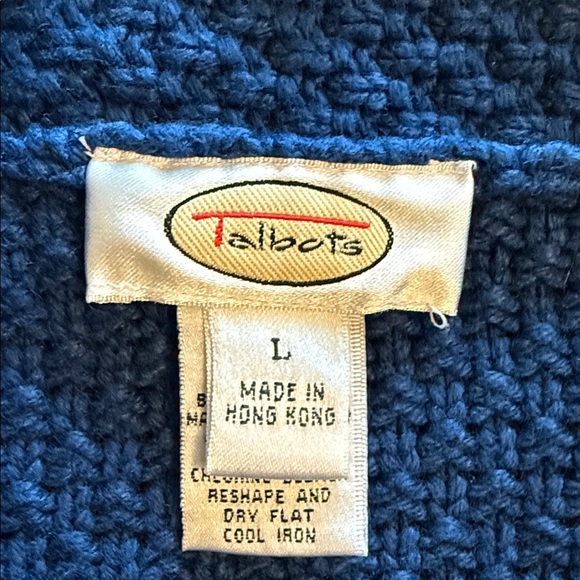 Talbots
L
MADE IN
HONG KONG
RESHAPE AND
DRY FLAT
COOL IRON